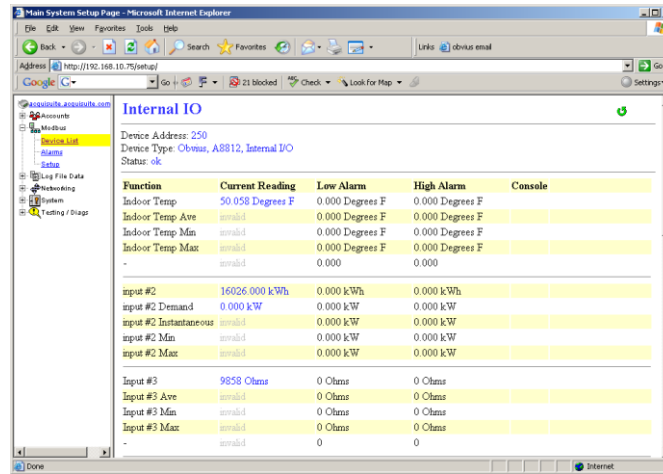 Main System Setup Page - Microsoft Internet Explorer
File Edit View Favorites Tools Help
Back Search Favorites Links obvius email
Address http://192.168.10.75/setup/ Go
Google G Go 21 blocked Check Look for Map Settings
acquisuite.acquisuite.com
Accounts
Modbus
Device List
Alarms
Setup
Log File Data
Networking
System
Testing / Diags
Internal IO
Device Address: 250
Device Type: Obvius, A8812, Internal I/O
Status: ok
Function Current Reading Low Alarm High Alarm Console
Indoor Temp 50.058 Degrees F 0.000 Degrees F 0.000 Degrees F
Indoor Temp Ave invalid 0.000 Degrees F 0.000 Degrees F
Indoor Temp Min invalid 0.000 Degrees F 0.000 Degrees F
Indoor Temp Max invalid 0.000 Degrees F 0.000 Degrees F
- invalid 0.000 0.000
input #2 16026.000 kWh 0.000 kWh 0.000 kWh
input #2 Demand 0.000 kW 0.000 kW 0.000 kW
input #2 Instantaneous invalid 0.000 kW 0.000 kW
input #2 Min invalid 0.000 kW 0.000 kW
input #2 Max invalid 0.000 kW 0.000 kW
Input #3 9858 Ohms 0 Ohms 0 Ohms
Input #3 Ave invalid 0 Ohms 0 Ohms
Input #3 Min invalid 0 Ohms 0 Ohms
Input #3 Max invalid 0 Ohms 0 Ohms
- invalid 0 0
Done Internet